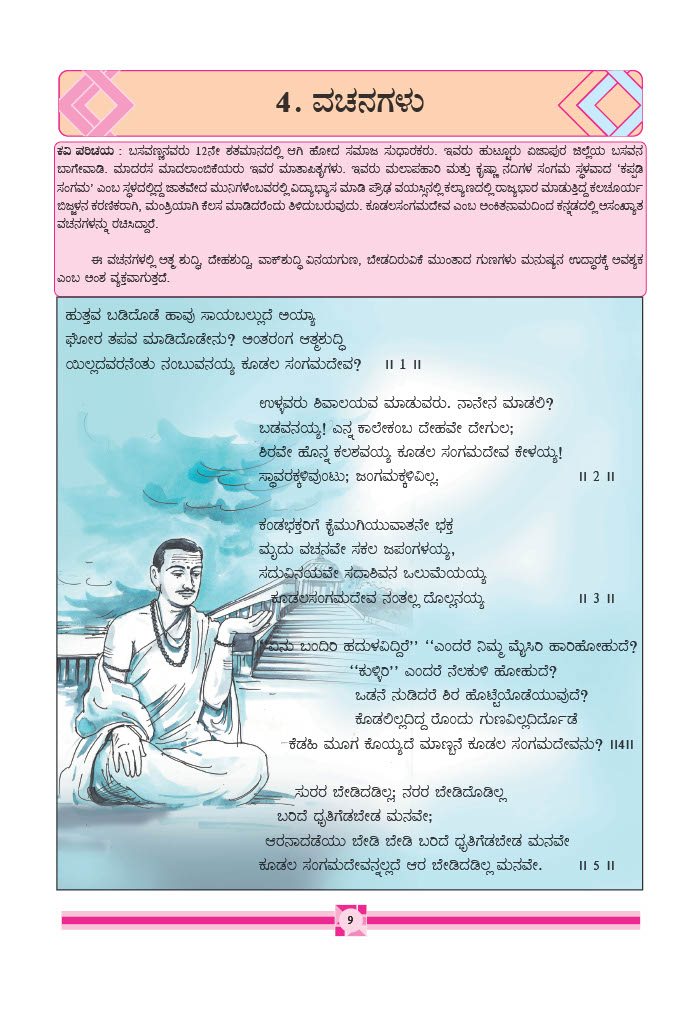 4. ವಚನಗಳು
ಕವಿ ಪರಿಚಯ : ಬಸವಣ್ಣನವರು 12ನೇ ಶತಮಾನದಲ್ಲಿ ಆಗಿ ಹೋದ ಸಮಾಜ ಸುಧಾರಕರು. ಇವರು ಹುಟ್ಟೂರು ವಿಜಾಪುರ ಜಿಲ್ಲೆಯ ಬಸವನ
ಬಾಗೇವಾಡಿ. ಮಾದರಸ ಮಾದಲಾಂಬಿಕೆಯರು ಇವರ ಮಾತಾಪಿತೃಗಳು. ಇವರು ಮಲಾಪಹಾರಿ ಮತ್ತು ಕೃಷ್ಣಾ ನದಿಗಳ ಸಂಗಮ ಸ್ಥಳವಾದ 'ಕಪ್ಪಡಿ
ಸಂಗಮ' ಎಂಬ ಸ್ಥಳದಲ್ಲಿದ್ದ ಜಾತವೇದ ಮುನಿಗಳೆಂಬವರಲ್ಲಿ ವಿದ್ಯಾಭ್ಯಾಸ ಮಾಡಿ ಪ್ರೌಢ ವಯಸ್ಸಿನಲ್ಲಿ ಕಲ್ಯಾಣದಲ್ಲಿ ರಾಜ್ಯಭಾರ ಮಾಡುತ್ತಿದ್ದ ಕಲಚೂರ್ಯ
ಬಿಜ್ಜಳನ ಕರಣಿಕರಾಗಿ, ಮಂತ್ರಿಯಾಗಿ ಕೆಲಸ ಮಾಡಿದರೆಂದು ತಿಳಿದುಬರುವುದು. ಕೂಡಲಸಂಗಮದೇವ ಎಂಬ ಅಂಕಿತನಾಮದಿಂದ ಕನ್ನಡದಲ್ಲಿ ಅಸಂಖ್ಯಾತ
ವಚನಗಳನ್ನು ರಚಿಸಿದ್ದಾರೆ.
ಈ ವಚನಗಳಲ್ಲಿ ಆತ್ಮ ಶುದ್ಧಿ, ದೇಹಶುದ್ಧಿ, ವಾಕ್‌ಶುದ್ಧಿ ವಿನಯಗುಣ, ಬೇಡದಿರುವಿಕೆ ಮುಂತಾದ ಗುಣಗಳು ಮನುಷ್ಯನ ಉದ್ಧಾರಕ್ಕೆ ಅವಶ್ಯಕ
ಎಂಬ ಅಂಶ ವ್ಯಕ್ತವಾಗುತ್ತದೆ.
ಹುತ್ತವ ಬಡಿದೊಡೆ ಹಾವು ಸಾಯಬಲ್ಲುದೆ ಅಯ್ಯಾ
ಘೋರ ತಪವ ಮಾಡಿದೊಡೇನು? ಅಂತರಂಗ ಆತ್ಮಶುದ್ಧಿ
ಯಿಲ್ಲದವರನೆಂತು ನಂಬುವನಯ್ಯ ಕೂಡಲ ಸಂಗಮದೇವ? ॥ 1 ॥
ಉಳ್ಳವರು ಶಿವಾಲಯವ ಮಾಡುವರು. ನಾನೇನ ಮಾಡಲಿ?
ಬಡವನಯ್ಯ! ಎನ್ನ ಕಾಲೇಕಂಬ ದೇಹವೇ ದೇಗುಲ;
ಶಿರವೇ ಹೊನ್ನ ಕಲಶವಯ್ಯ ಕೂಡಲ ಸಂಗಮದೇವ ಕೇಳಯ್ಯ!
ಸ್ಥಾವರಕ್ಕಳಿವುಂಟು; ಜಂಗಮಕ್ಕಳಿವಿಲ್ಲ. ॥ 2 ॥
ಕಂಡಭಕ್ತರಿಗೆ ಕೈಮುಗಿಯುವಾತನೇ ಭಕ್ತ
ಮೃದು ವಚನವೇ ಸಕಲ ಜಪಂಗಳಯ್ಯ,
ಸದುವಿನಯವೇ ಸದಾಶಿವನ ಒಲುಮೆಯಯ್ಯ
ಕೂಡಲಸಂಗಮದೇವ ನಂತಲ್ಲ ದೊಲ್ಲನಯ್ಯ ॥ 3 ॥
"ಏನು ಬಂದಿರಿ ಹದುಳವಿದ್ದಿರೆ" "ಎಂದರೆ ನಿಮ್ಮ ಮೈಸಿರಿ ಹಾರಿಹೋಹುದೆ?
"ಕುಳ್ಳಿರಿ" ಎಂದರೆ ನೆಲಕುಳಿ ಹೋಹುದೆ?
ಒಡನೆ ನುಡಿದರೆ ಶಿರ ಹೊಟ್ಟೆಯೊಡೆಯುವುದೆ?
ಕೊಡಲಿಲ್ಲದಿದ್ದ ರೊಂದು ಗುಣವಿಲ್ಲದಿರ್ದೊಡೆ
ಕೆಡಹಿ ಮೂಗ ಕೊಯ್ಯದೆ ಮಾಣ್ಬನೆ ಕೂಡಲ ಸಂಗಮದೇವನು? ॥4॥
ಸುರರ ಬೇಡಿದಡಿಲ್ಲ; ನರರ ಬೇಡಿದೊಡಿಲ್ಲ
ಬರಿದೆ ಧೃತಿಗೆಡಬೇಡ ಮನವೇ;
ಆರನಾದಡೆಯು ಬೇಡಿ ಬೇಡಿ ಬರಿದೆ ಧೃತಿಗೆಡಬೇಡ ಮನವೇ
ಕೂಡಲ ಸಂಗಮದೇವನ್ನಲ್ಲದೆ ಆರ ಬೇಡಿದಡಿಲ್ಲ ಮನವೇ. ॥ 5 ॥
9